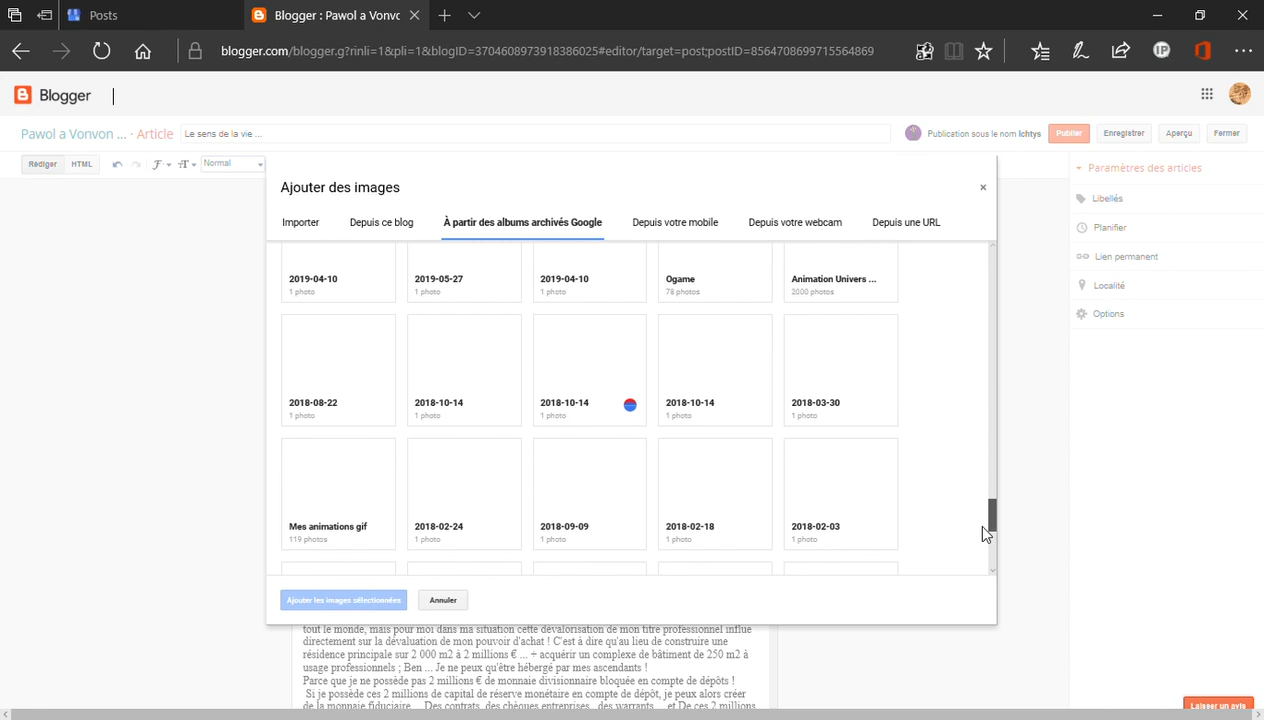 Posts
Blogger : Pawol a Vonvo
blogger.com/blogger.g?rinli=1&pli=1&blogID=3704608973918386025#editor/target=post;postID=8564708699715564869
Blogger
Pawol a Vonvon ... · Article Le sens de la vie ...
Publication sous le nom Ichtys Publier Enregistrer Aperçu Fermer
Rédiger HTML Normal
Paramètres des articles
Libellés
Planifier
Lien permanent
Localité
Options
Ajouter des images
Importer Depuis ce blog À partir des albums archivés Google Depuis votre mobile Depuis votre webcam Depuis une URL
2019-04-10 2019-05-27 2019-04-10 Ogame Animation Univers ...
1 photo 1 photo 1 photo 78 photos 2000 photos
2018-08-22 2018-10-14 2018-10-14 2018-10-14 2018-03-30
1 photo 1 photo 1 photo 1 photo 1 photo
Mes animations gif 2018-02-24 2018-09-09 2018-02-18 2018-02-03
119 photos 1 photo 1 photo 1 photo 1 photo
Ajouter les images sélectionnées Annuler
tout le monde, mais pour moi dans ma situation cette dévalorisation de mon titre professionnel influe
directement sur la dévaluation de mon pouvoir d'achat ! C'est à dire qu'au lieu de construire une
résidence principale sur 2 000 m2 à 2 millions € ... + acquérir un complexe de bâtiment de 250 m2 à
usage professionnels ; Ben ... Je ne peux qu'être hébergé par mes ascendants !
Parce que je ne possède pas 2 millions € de monnaie divisionnaire bloquée en compte de dépôts !
Si je possède ces 2 millions de capital de réserve monétaire en compte de dépôt, je peux alors créer
de la monnaie fiduciaire ... Des contrats, des chèques entreprises, des warrants ... et De ces 2 millions
Laisser un avis